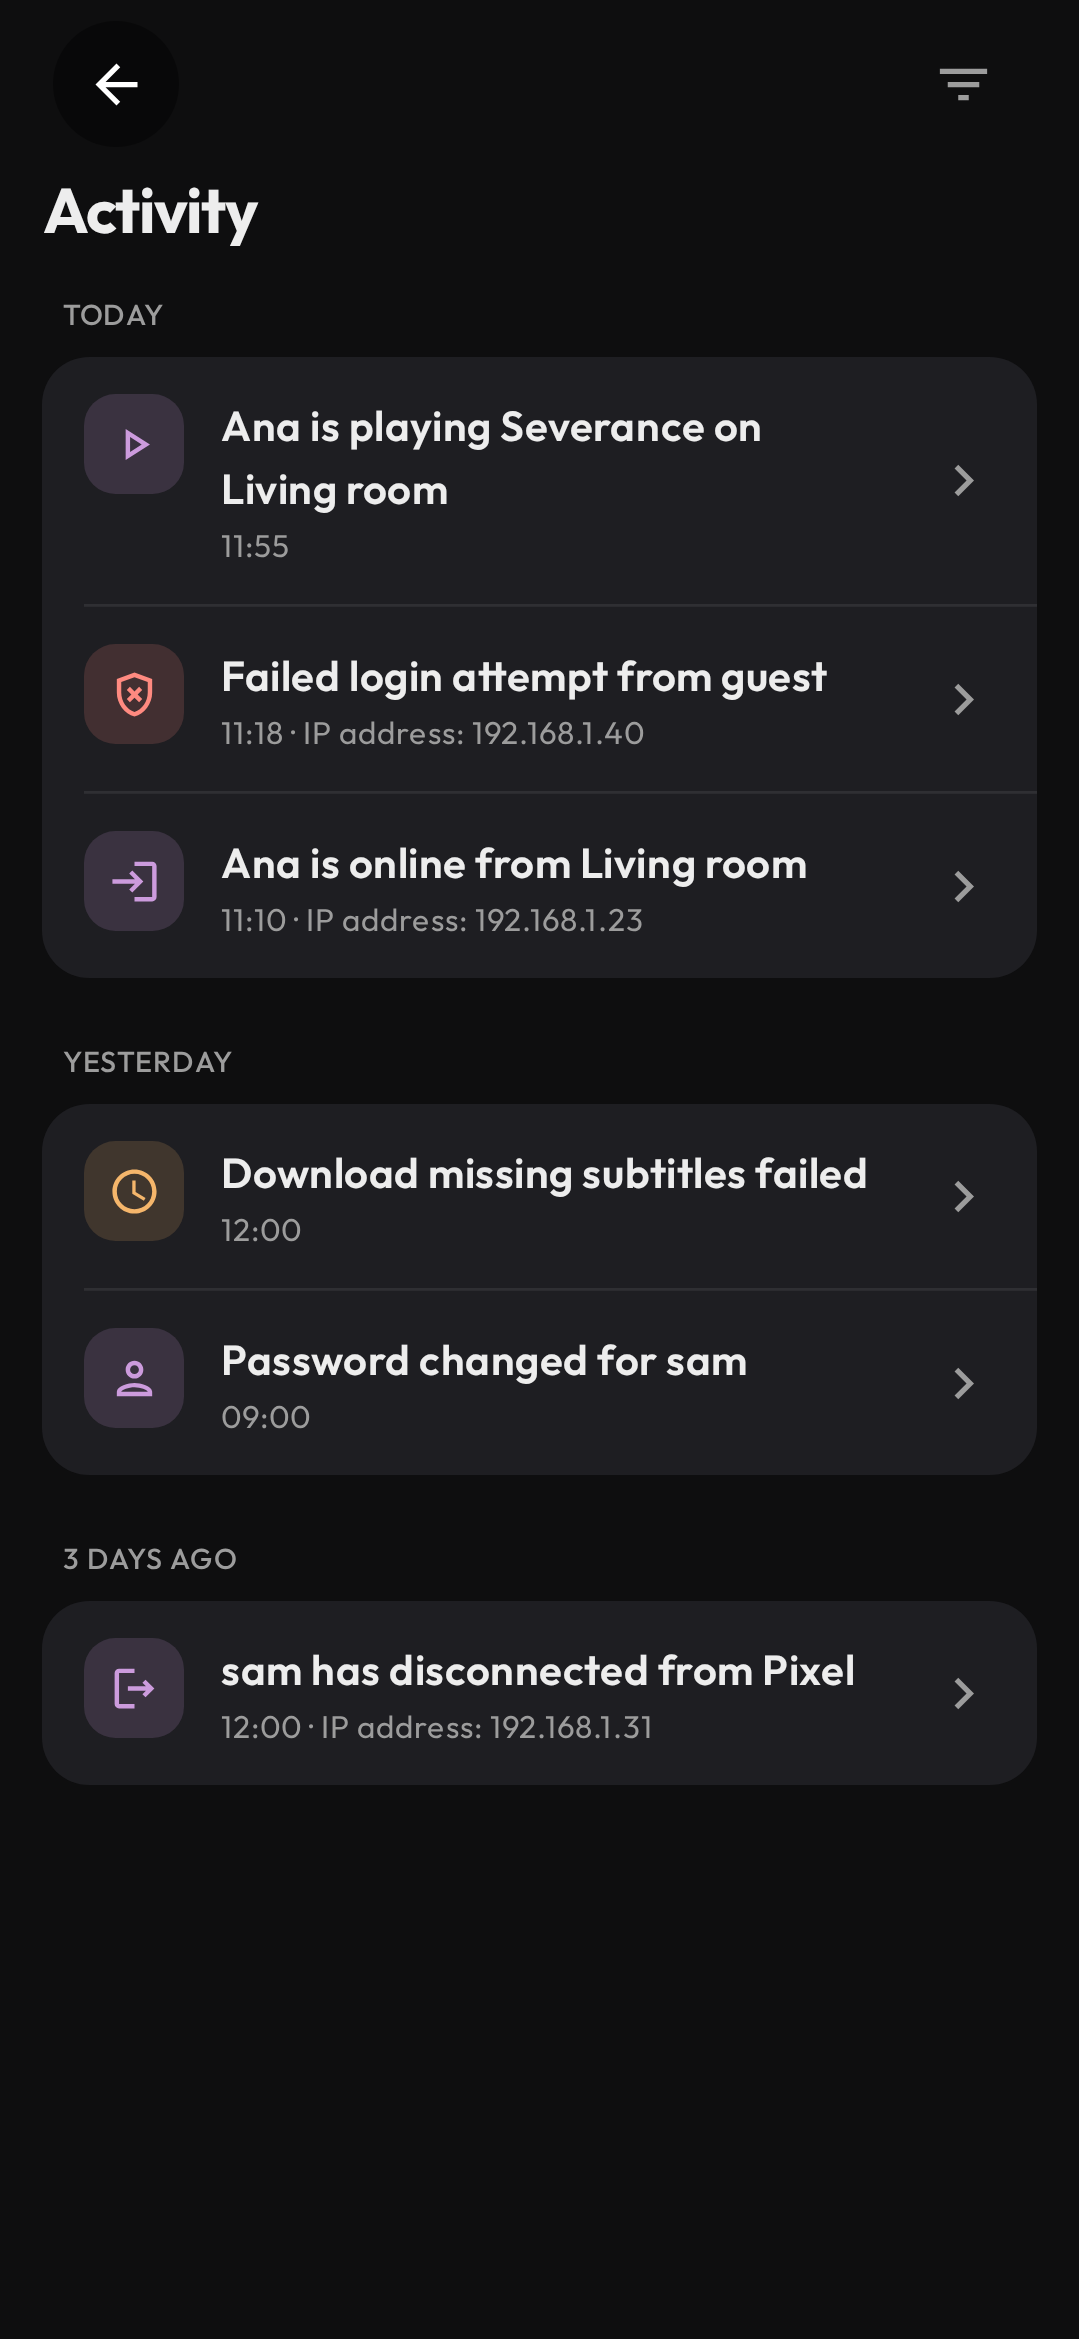 Activity
TODAY
Ana is playing Severance on
Living room
11:55
Failed login attempt from guest
11:18 · IP address: 192.168.1.40
Ana is online from Living room
11:10 · IP address: 192.168.1.23
YESTERDAY
Download missing subtitles failed
12:00
Password changed for sam
09:00
3 DAYS AGO
sam has disconnected from Pixel
12:00 · IP address: 192.168.1.31